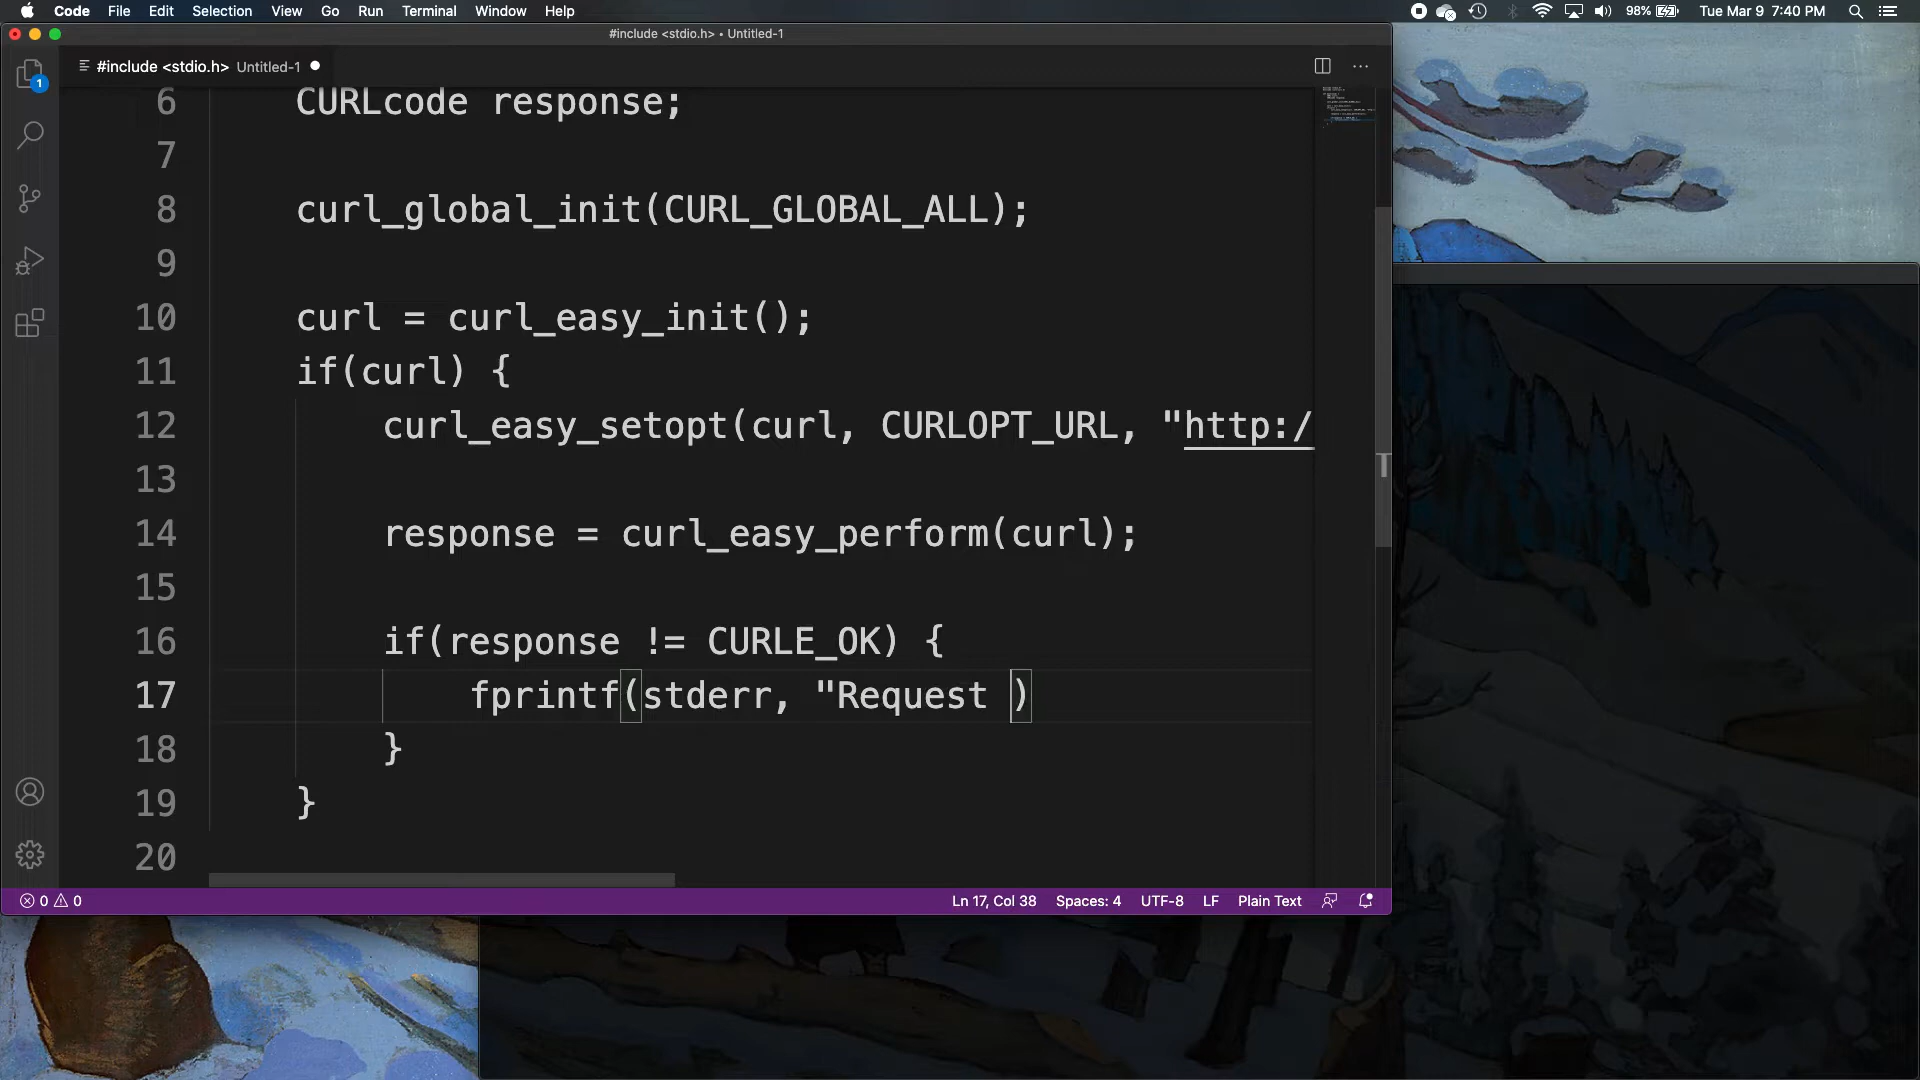 Code File Edit Selection View Go Run Terminal Window Help 98% Tue Mar 9 7:40 PM
#include <stdio.h> • Untitled-1
#include <stdio.h> Untitled-1
1
6 CURLcode response;
7
8 curl_global_init(CURL_GLOBAL_ALL);
9
10 curl = curl_easy_init();
11 if(curl) {
12 curl_easy_setopt(curl, CURLOPT_URL, "http:/
13
14 response = curl_easy_perform(curl);
15
16 if(response != CURLE_OK) {
17 fprintf(stderr, "Request )
18 }
19 }
20
0 0 Ln 17, Col 38 Spaces: 4 UTF-8 LF Plain Text